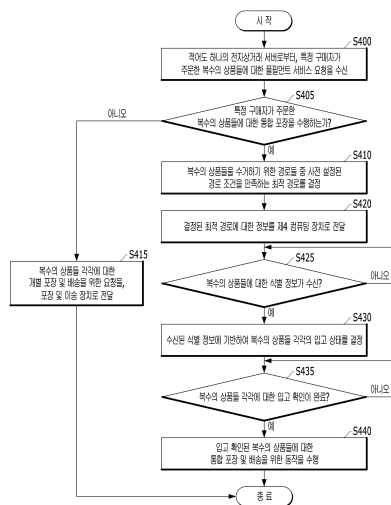 시 작
S400
적어도 하나의 전자상거래 서버로부터, 특정 구매자가
주문한 복수의 상품들에 대한 풀필먼트 서비스 요청을 수신
S405
특정 구매자가 주문한
복수의 상품들에 대한 통합 포장을 수행하는가?
아니오
예
S410
복수의 상품들을 수거하기 위한 경로들 중 사전 설정된
경로 조건을 만족하는 최적 경로를 결정
S420
결정된 최적 경로에 대한 정보를 제4 컴퓨팅 장치로 전달
S415
복수의 상품들 각각에 대한
개별 포장 및 배송을 위한 요청을,
포장 및 이송 장치로 전달
S425
복수의 상품들에 대한 식별 정보가 수신?
아니오
예
S430
수신된 식별 정보에 기반하여 복수의 상품들 각각의 입고 상태를 결정
S435
복수의 상품들 각각에 대한 입고 확인이 완료?
아니오
예
S440
입고 확인된 복수의 상품들에 대한
통합 포장 및 배송을 위한 동작을 수행
종 료